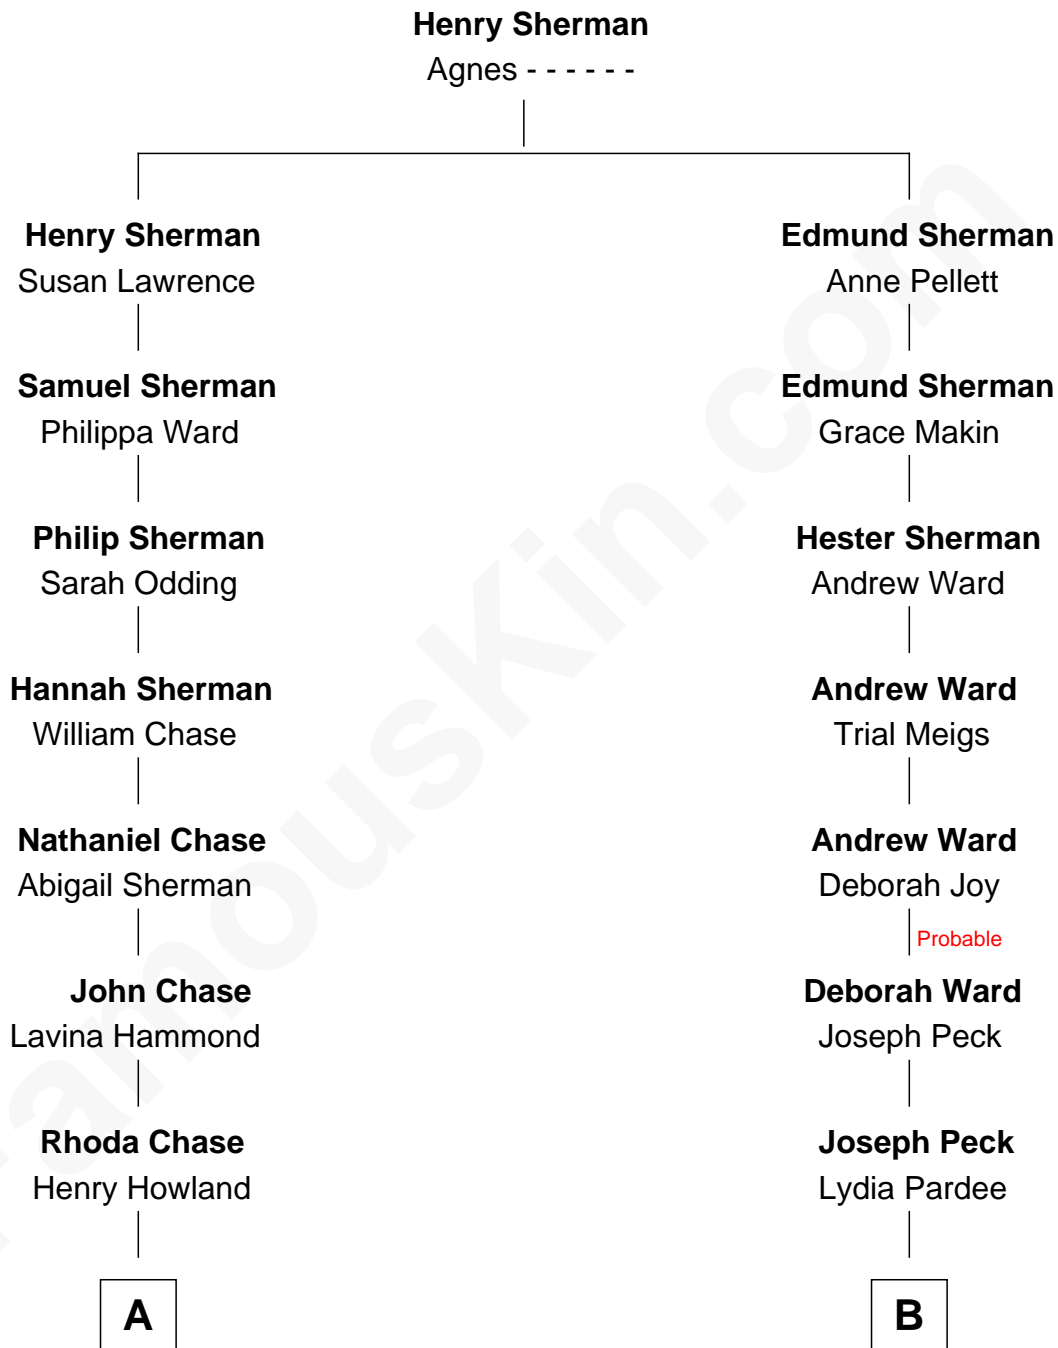 Henry Sherman
Agnes - - - - - -
Henry Sherman
Susan Lawrence
Edmund Sherman
Anne Pellett
Samuel Sherman
Philippa Ward
Edmund Sherman
Grace Makin
Philip Sherman
Sarah Odding
Hester Sherman
Andrew Ward
Hannah Sherman
William Chase
Andrew Ward
Trial Meigs
Nathaniel Chase
Abigail Sherman
Andrew Ward
Deborah Joy
Probable
John Chase
Lavina Hammond
Deborah Ward
Joseph Peck
Rhoda Chase
Henry Howland
Joseph Peck
Lydia Pardee
A
B
FamousKin.com